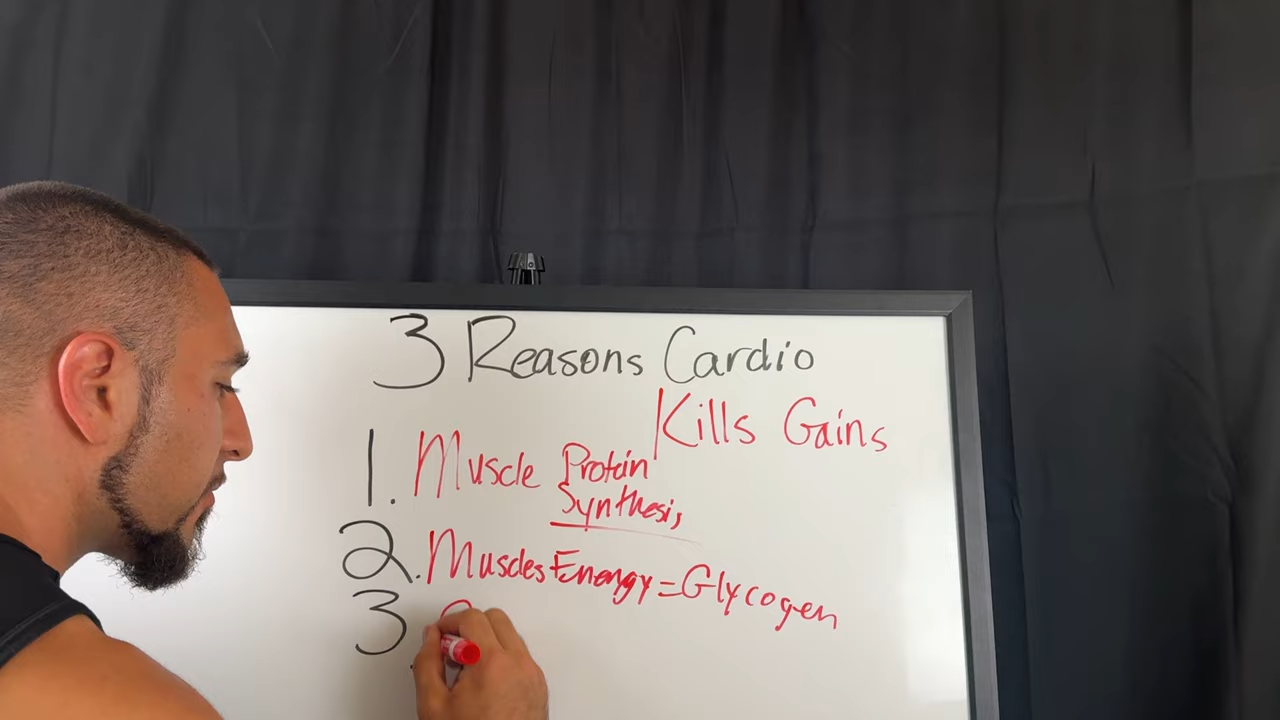 3 Reasons Cardio
Kills Gains
1. Muscle Protein
Synthesis
2. Muscles Energy = Glycogen
3.